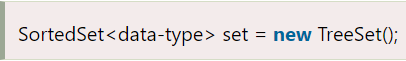 SortedSet<data-type> set = new TreeSet();